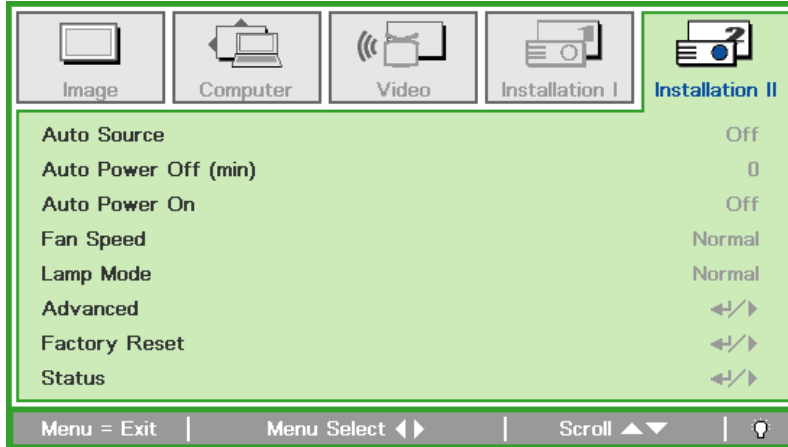 Image Computer Video Installation I Installation II
Auto Source Off
Auto Power Off (min) 0
Auto Power On Off
Fan Speed Normal
Lamp Mode Normal
Advanced
Factory Reset
Status
Menu = Exit Menu Select Scroll